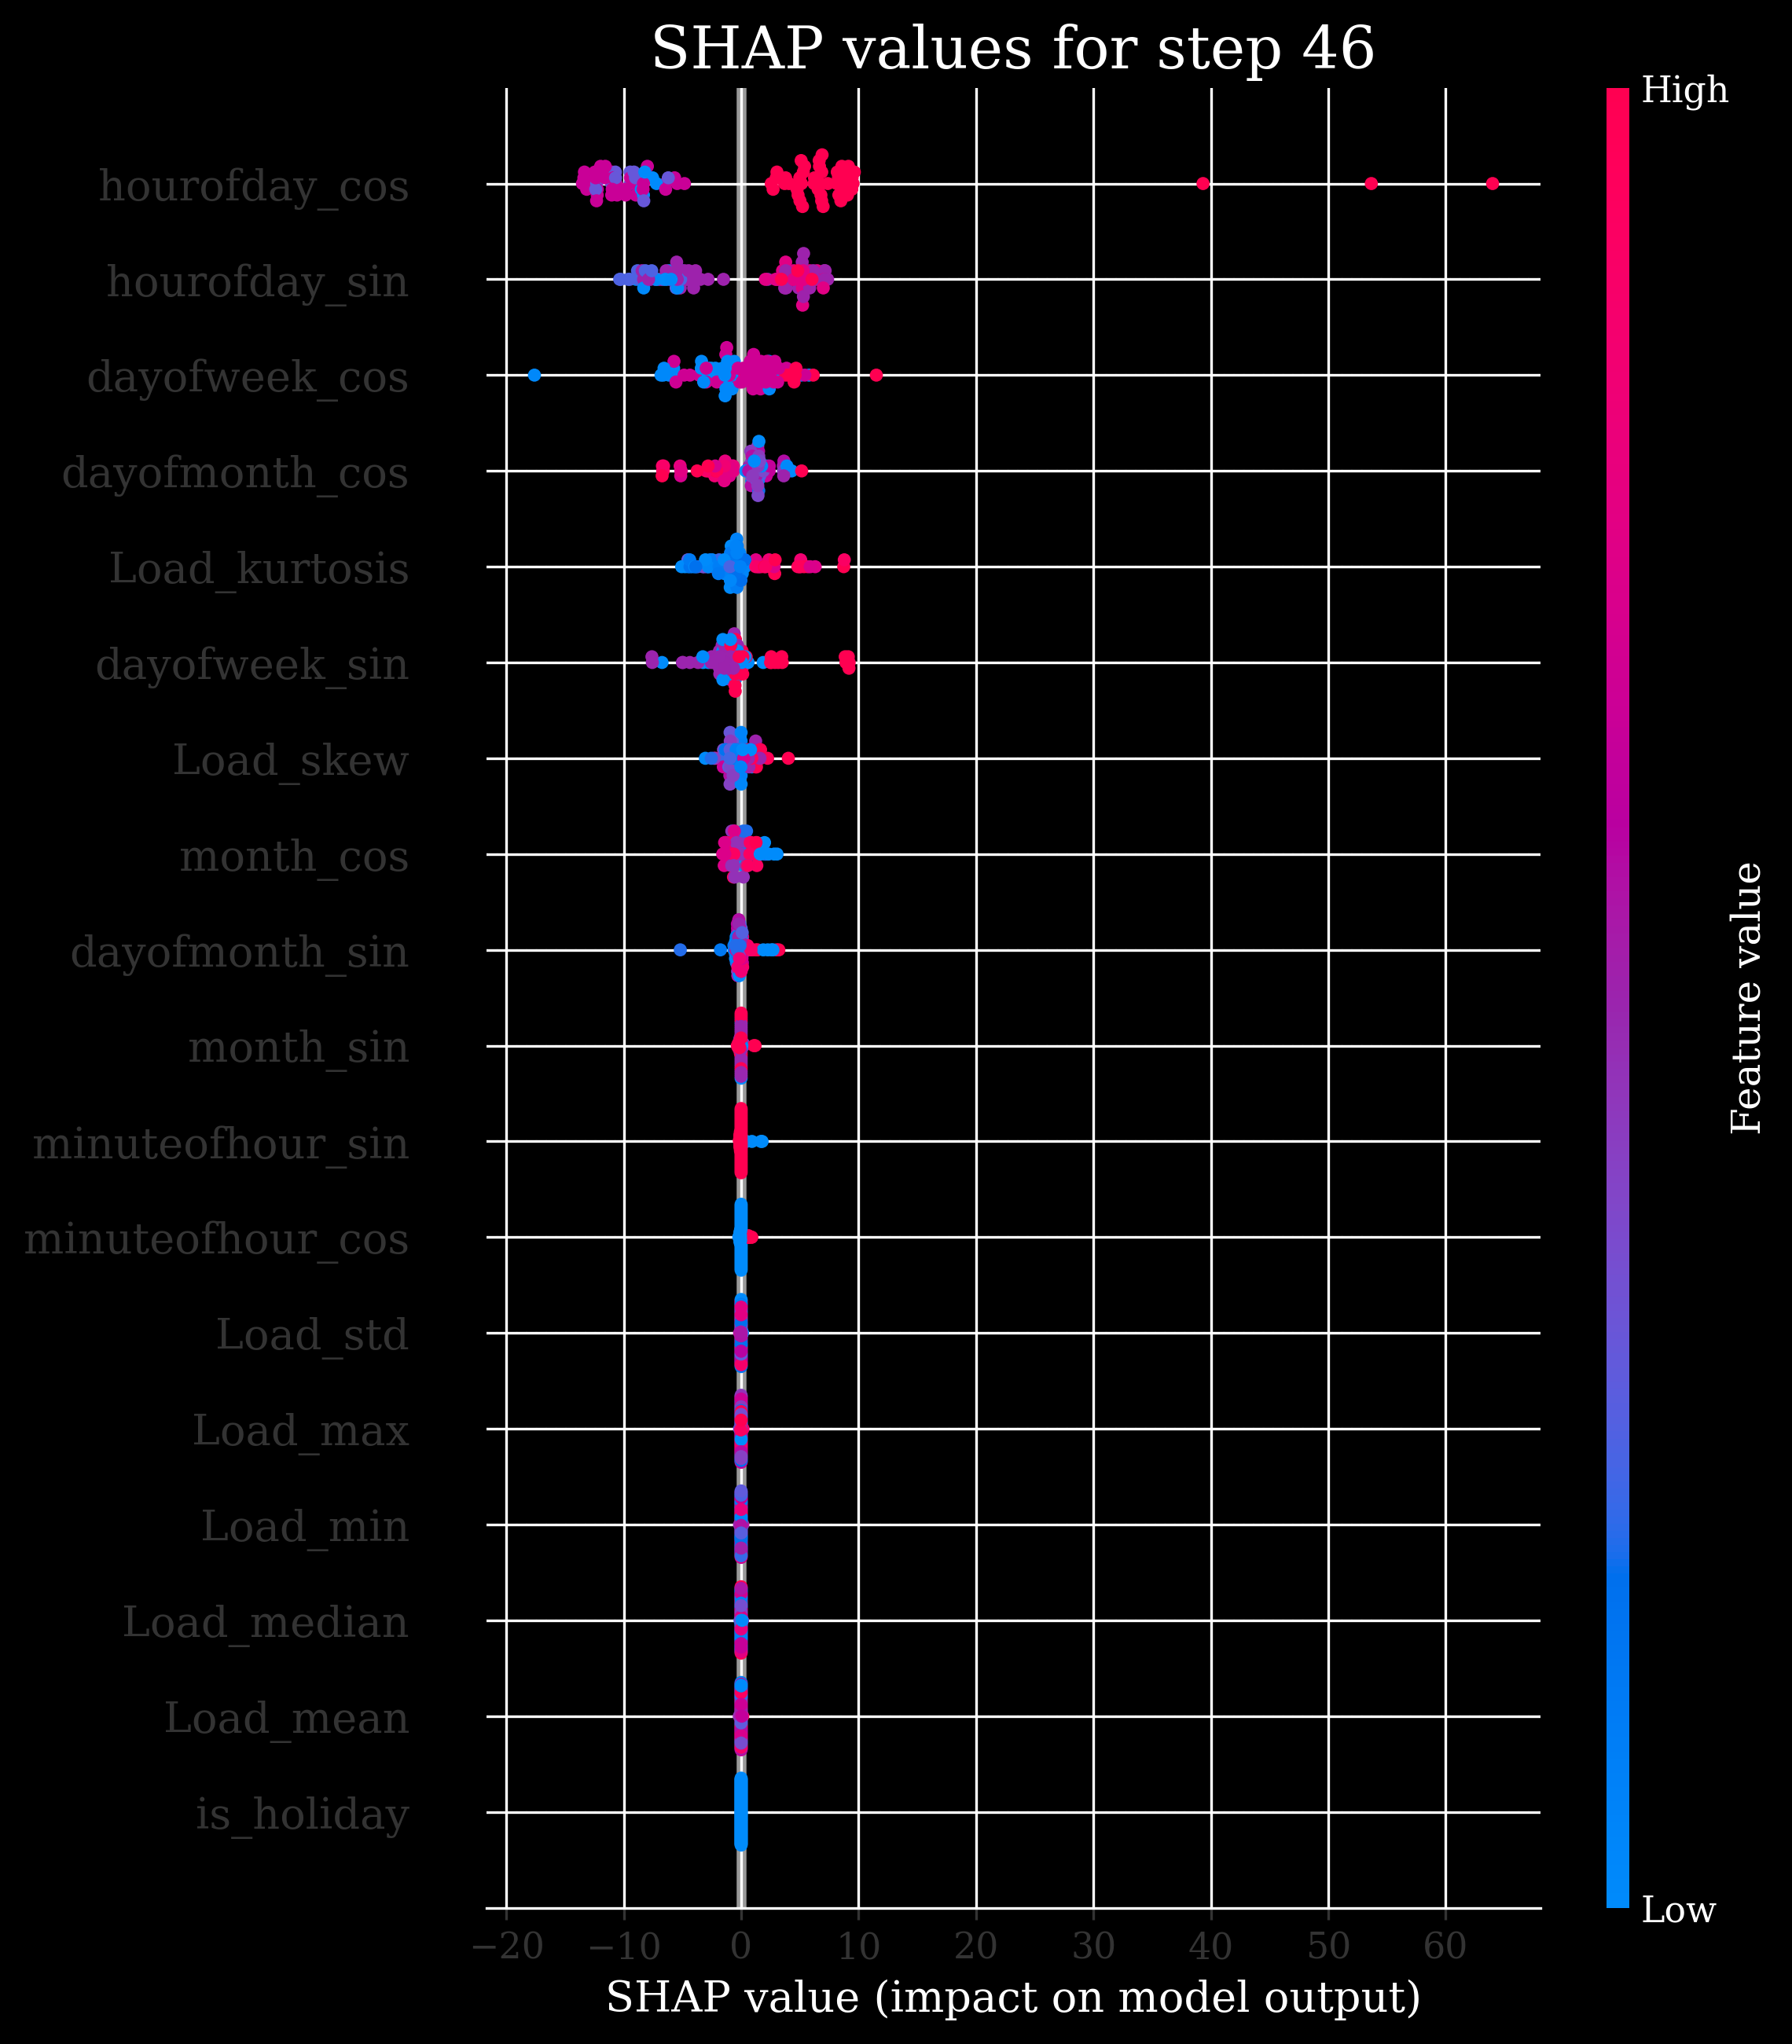 SHAP values for step 46
High
hourofday_cos
hourofday_sin
dayofweek_cos
dayofmonth_cos
Load_kurtosis
dayofweek_sin
Load_skew
month_cos
dayofmonth_sin
month_sin
minuteofhour_sin
minuteofhour_cos
Load_std
Load_max
Load_min
Load_median
Load_mean
is_holiday
Feature value
Low
−20 −10 0 10 20 30 40 50 60
SHAP value (impact on model output)